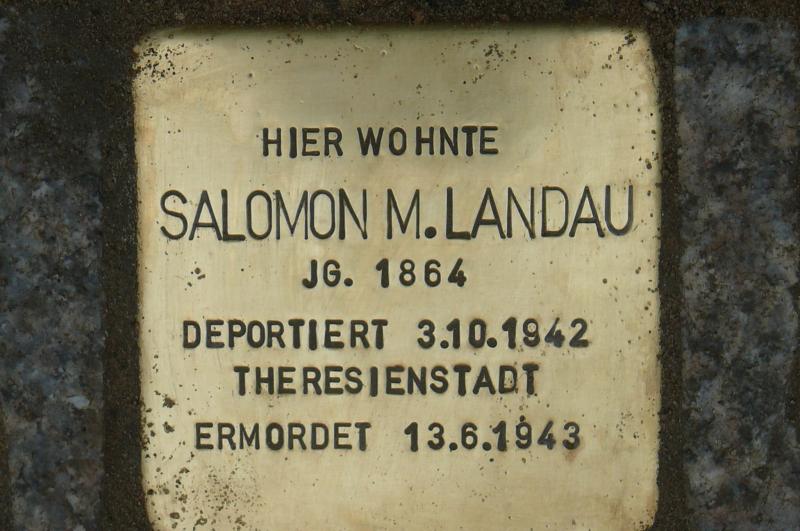 HIER WOHNTE
SALOMON M. LANDAU
JG. 1864
DEPORTIERT 3.10.1942
THERESIENSTADT
ERMORDET 13.6.1943